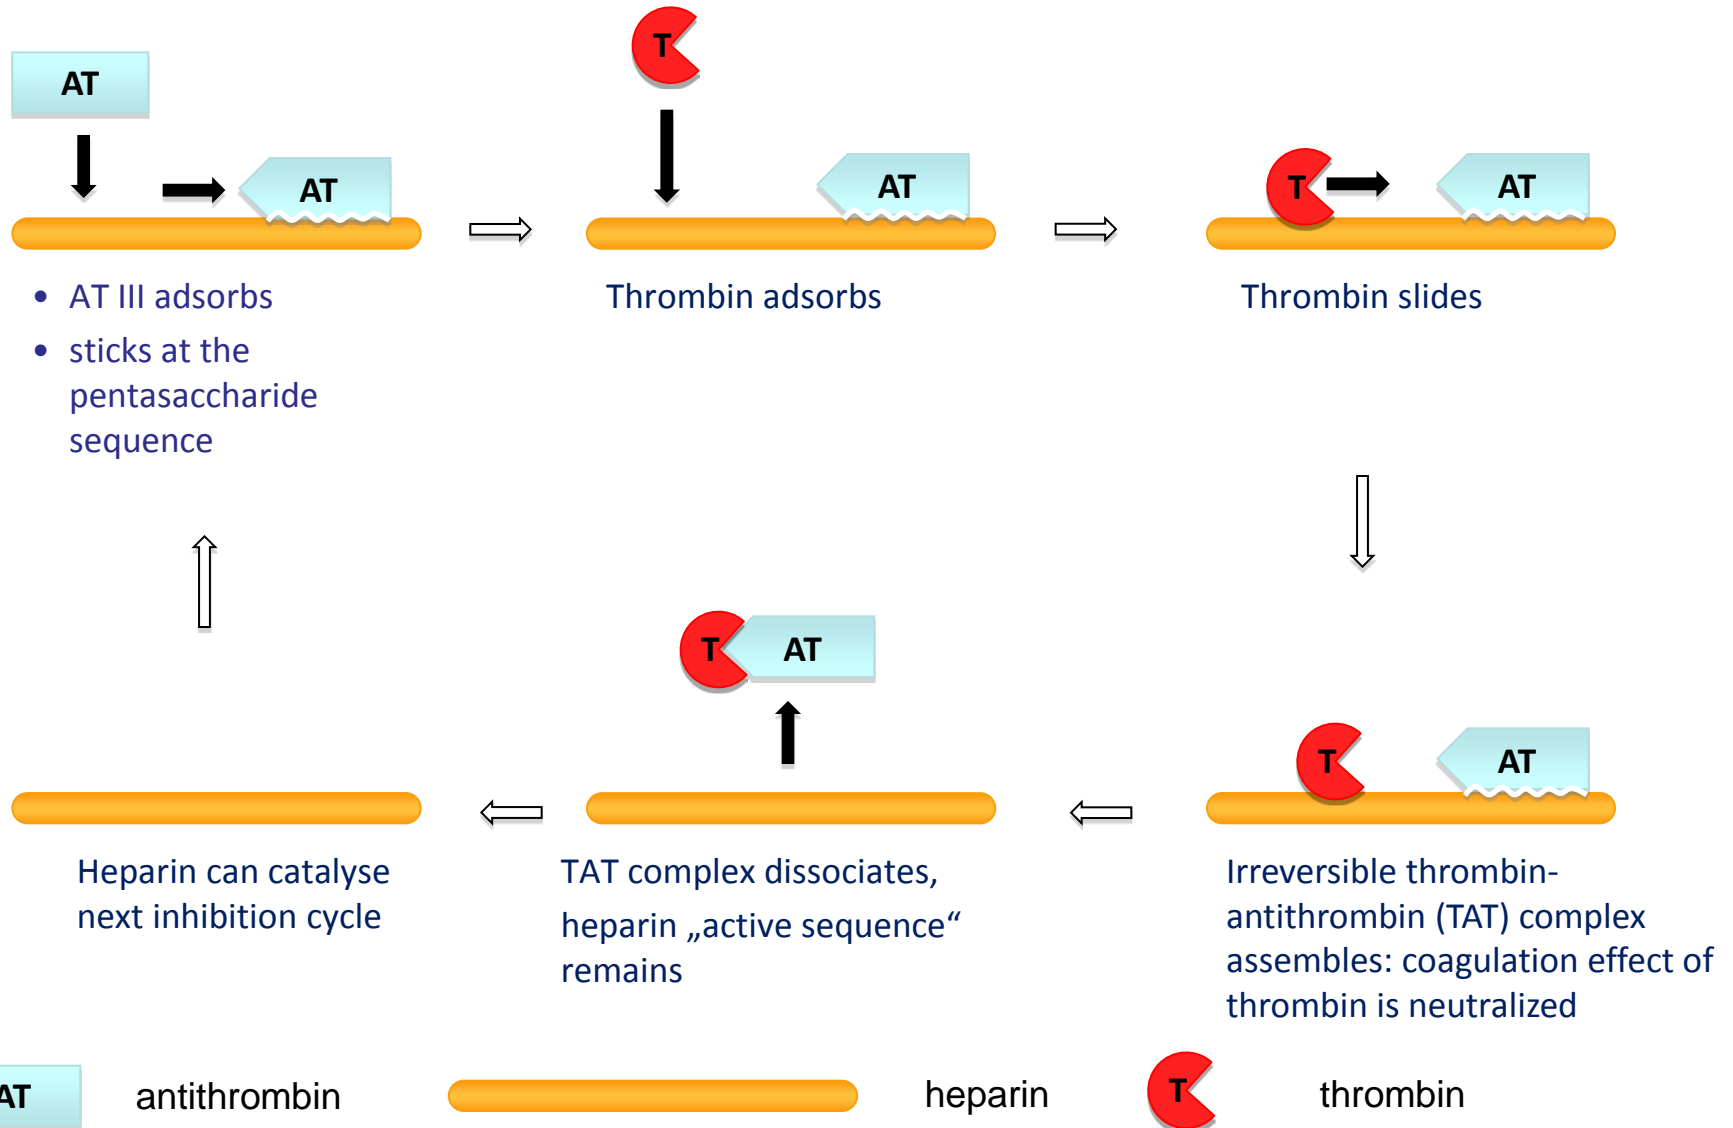 T
AT
AT
AT
T
AT
• AT III adsorbs
• sticks at the
pentasaccharide
sequence
Thrombin adsorbs
Thrombin slides
T
AT
T
AT
Heparin can catalyse
next inhibition cycle
TAT complex dissociates,
heparin „active sequence“
remains
Irreversible thrombin-
antithrombin (TAT) complex
assembles: coagulation effect of
thrombin is neutralized
AT
antithrombin
heparin
T
thrombin